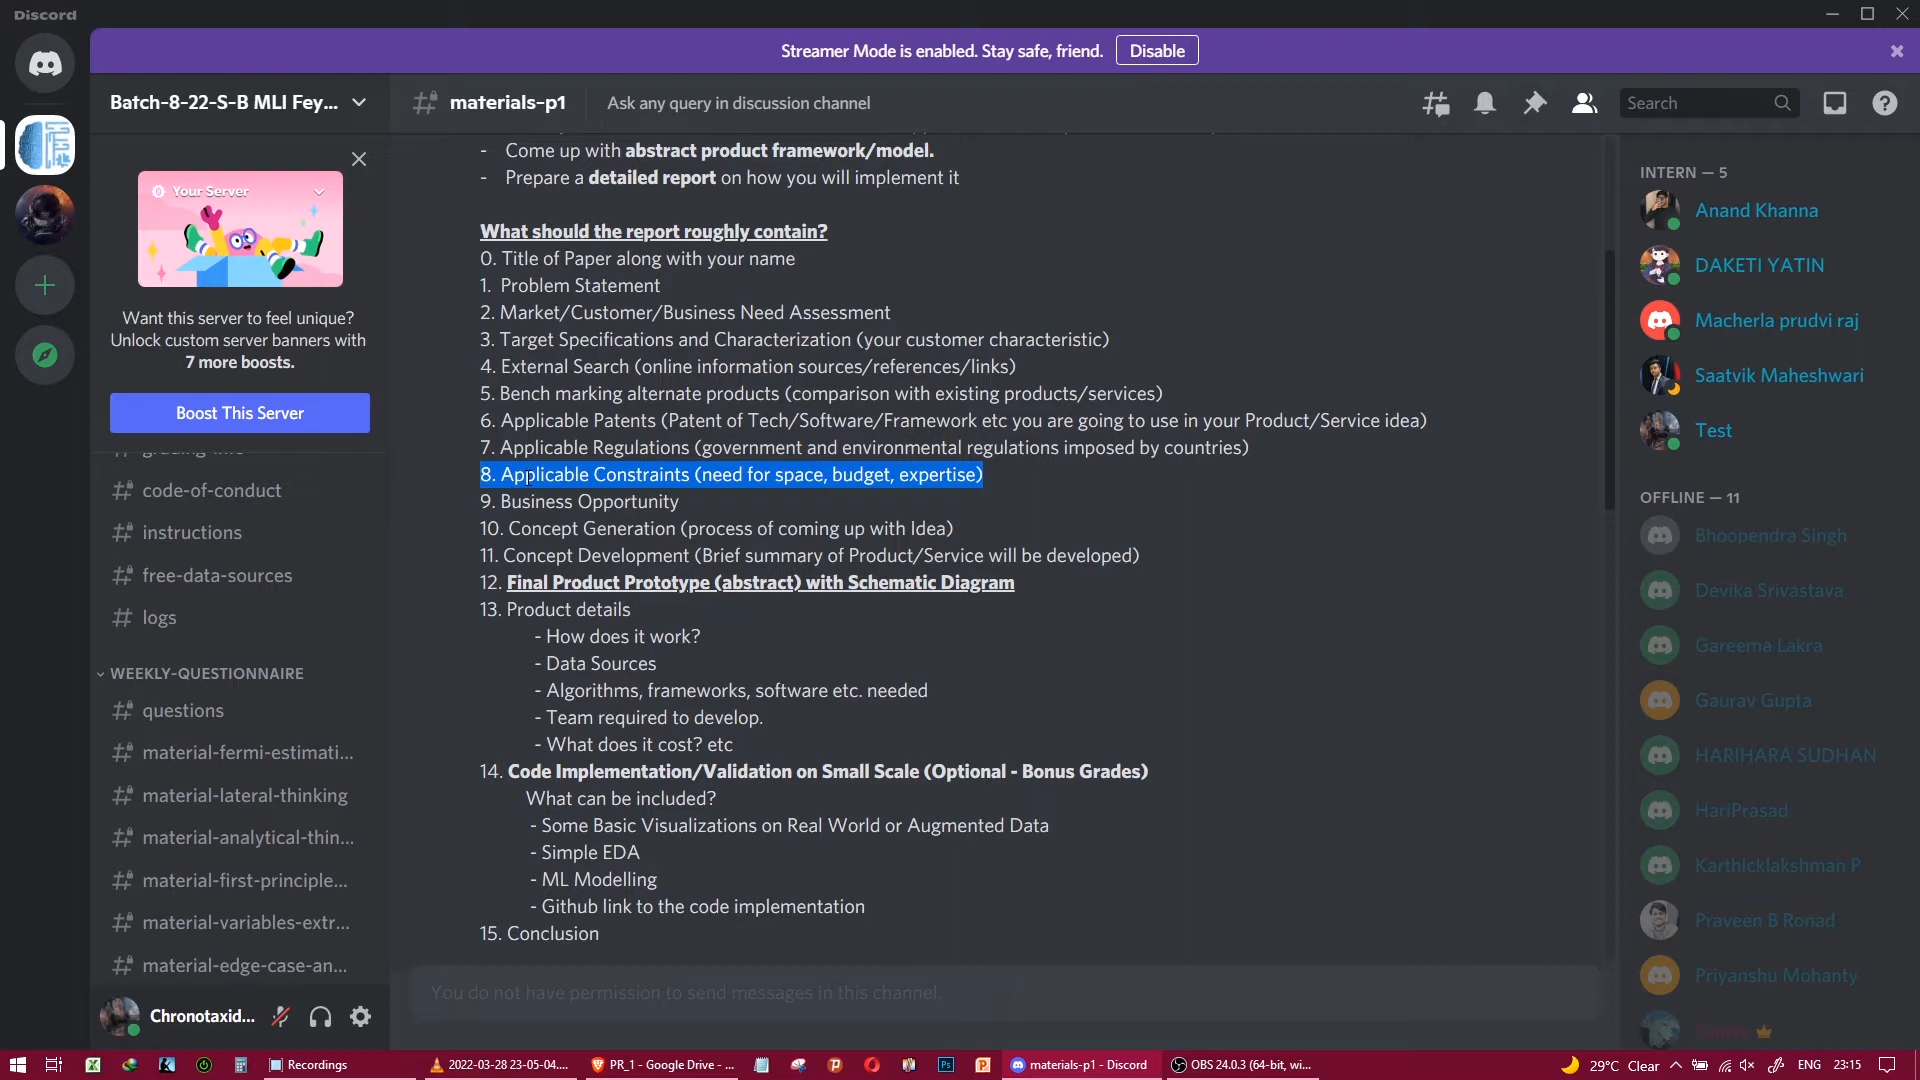 Discord
Streamer Mode is enabled. Stay safe, friend. Disable
Batch-8-22-S-B MLI Fey...
materials-p1
Ask any query in discussion channel
Search
Your Server
Want this server to feel unique?
Unlock custom server banners with
7 more boosts.
Boost This Server
code-of-conduct
instructions
free-data-sources
logs
WEEKLY-QUESTIONNAIRE
questions
material-fermi-estimati...
material-lateral-thinking
material-analytical-thin...
material-first-principle...
material-variables-extr...
material-edge-case-an...
Chronotaxid...
- Come up with abstract product framework/model.
- Prepare a detailed report on how you will implement it
What should the report roughly contain?
0. Title of Paper along with your name
1. Problem Statement
2. Market/Customer/Business Need Assessment
3. Target Specifications and Characterization (your customer characteristic)
4. External Search (online information sources/references/links)
5. Bench marking alternate products (comparison with existing products/services)
6. Applicable Patents (Patent of Tech/Software/Framework etc you are going to use in your Product/Service idea)
7. Applicable Regulations (government and environmental regulations imposed by countries)
8. Applicable Constraints (need for space, budget, expertise)
9. Business Opportunity
10. Concept Generation (process of coming up with Idea)
11. Concept Development (Brief summary of Product/Service will be developed)
12. Final Product Prototype (abstract) with Schematic Diagram
13. Product details
- How does it work?
- Data Sources
- Algorithms, frameworks, software etc. needed
- Team required to develop.
- What does it cost? etc
14. Code Implementation/Validation on Small Scale (Optional - Bonus Grades)
What can be included?
- Some Basic Visualizations on Real World or Augmented Data
- Simple EDA
- ML Modelling
- Github link to the code implementation
15. Conclusion
You do not have permission to send messages in this channel.
INTERN — 5
Anand Khanna
DAKETI YATIN
Macherla prudvi raj
Saatvik Maheshwari
Test
OFFLINE — 11
Bhoopendra Singh
Devika Srivastava
Gareema Lakra
Gaurav Gupta
HARIHARA SUDHAN
HariPrasad
Karthicklakshman P
Praveen B Ronad
Priyanshu Mohanty
Recordings
2022-03-28 23-05-04....
PR_1 - Google Drive - ...
materials-p1 - Discord
OBS 24.0.3 (64-bit, wi...
29°C Clear
ENG
23:15